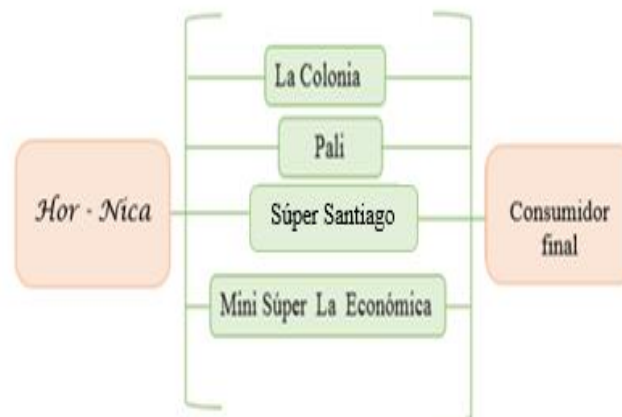 La Colonia
Pali
Hor - Nica
Súper Santiago
Consumidor
final
Mini Súper La Económica